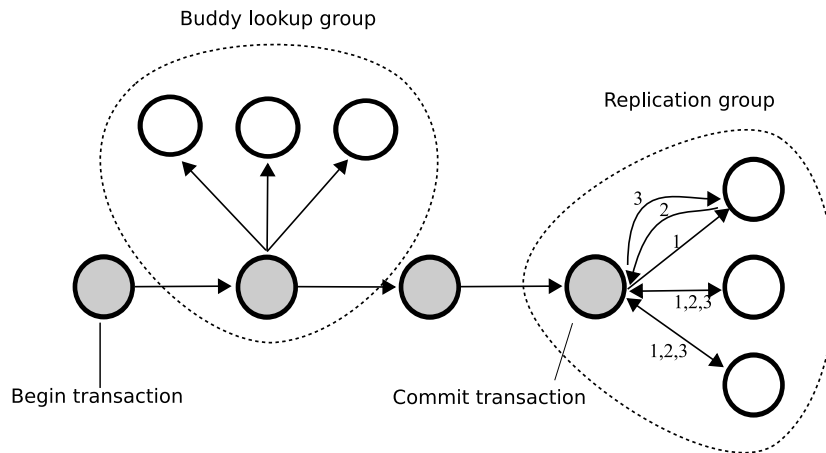 Buddy lookup group
Replication group
3
2
1
1,2,3
1,2,3
Begin transaction
Commit transaction